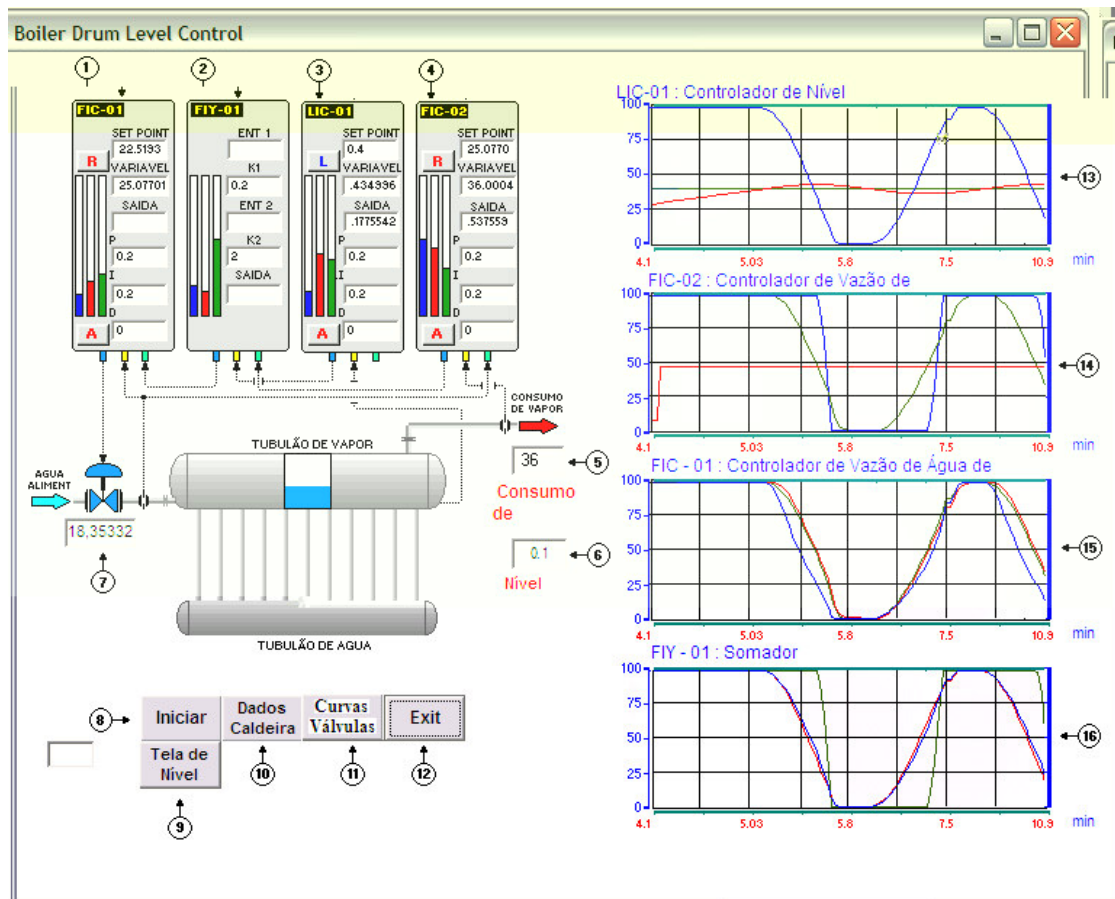 Boiler Drum Level Control
1
2
3
4
FIC-01
SET POINT
22.5193
R
VARIAVEL
25.07701
SAIDA
P
0.2
I
0.2
D
A
0
FIY-01
ENT 1
K1
0.2
ENT 2
K2
2
SAIDA
LIC-01
SET POINT
0.4
L
VARIAVEL
.434996
SAIDA
.1775542
P
0.2
I
0.2
D
A
0
FIC-02
SET POINT
25.0770
R
VARIAVEL
36.0004
SAIDA
.537559
P
0.2
I
0.2
D
A
0
CONSUMO
DE VAPOR
TUBULÃO DE VAPOR
AGUA
ALIMENT
18,35332
7
36
5
Consumo
de
0.1
6
Nível
TUBULÃO DE AGUA
8
Iniciar
Dados
Caldeira
Curvas
Válvulas
Exit
Tela de
Nível
9
10
11
12
LIC-01 : Controlador de Nível
100
75
50
25
0
4.1 5.03 5.8 7.5 10.9 min
13
FIC-02 : Controlador de Vazão de
100
75
50
25
0
4.1 5.03 5.8 7.5 10.9 min
14
FIC - 01 : Controlador de Vazão de Água de
100
75
50
25
0
4.1 5.03 5.8 7.5 10.9 min
15
FIY - 01 : Somador
100
75
50
25
0
4.1 5.03 5.8 7.5 10.9 min
16